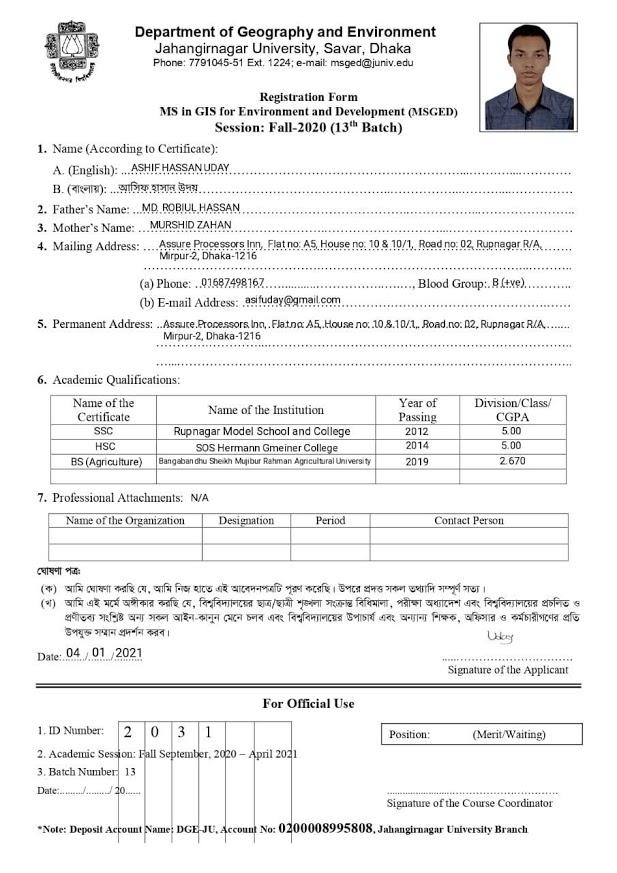 Department of Geography and Environment
Jahangirnagar University, Savar, Dhaka
Phone: 7791045-51 Ext. 1224; e-mail: msged@juniv.edu
Registration Form
MS in GIS for Environment and Development (MSGED)
Session: Fall-2020 (13th Batch)
1. Name (According to Certificate):
A. (English): ...ASHIF HASSAN UDAY
B. (বাংলায়): ...আসিফ হাসান উদয়
2. Father's Name: MD. ROBIUL HASSAN
3. Mother's Name: MURSHID ZAHAN
4. Mailing Address: Assure Processors Inn, Flat no: A5, House no: 10 & 10/1, Road no: 02, Rupnagar R/A,
Mirpur-2, Dhaka-1216
(a) Phone: 01687498167, Blood Group: B (+ve)
(b) E-mail Address: asifuday@gmail.com
5. Permanent Address: Assure Processors Inn, Flat no: A5, House no: 10 & 10/1, Road no: 02, Rupnagar R/A,
Mirpur-2, Dhaka-1216
6. Academic Qualifications:
Name of the Certificate Name of the Institution Year of Passing Division/Class/ CGPA
SSC Rupnagar Model School and College 2012 5.00
HSC SOS Hermann Gmeiner College 2014 5.00
BS (Agriculture) Bangabandhu Sheikh Mujibur Rahman Agricultural University 2019 2.670
7. Professional Attachments: N/A
Name of the Organization Designation Period Contact Person
ঘোষণা পত্র:
(ক) আমি ঘোষণা করছি যে, আমি নিজ হাতে এই আবেদনপত্রটি পূরণ করেছি। উপরে প্রদত্ত সকল তথ্যাদি সম্পূর্ণ সত্য।
(খ) আমি এই মর্মে অঙ্গীকার করছি যে, বিশ্ববিদ্যালয়ের ছাত্র/ছাত্রী শৃঙ্খলা সংক্রান্ত বিধিমালা, পরীক্ষা অধ্যাদেশ এবং বিশ্ববিদ্যালয়ের প্রচলিত ও
প্রণীতব্য সংশ্লিষ্ট অন্য সকল আইন-কানুন মেনে চলব এবং বিশ্ববিদ্যালয়ের উপাচার্য এবং অন্যান্য শিক্ষক, অফিসার ও কর্মচারীগণের প্রতি
উপযুক্ত সম্মান প্রদর্শন করব।
Uday
Date: 04 / 01 / 2021
Signature of the Applicant
For Official Use
1. ID Number: 2 0 3 1
Position: (Merit/Waiting)
2. Academic Session: Fall September, 2020 – April 2021
3. Batch Number: 13
Date:........./........./ 20......
Signature of the Course Coordinator
*Note: Deposit Account Name: DGE-JU, Account No: 0200008995808, Jahangirnagar University Branch